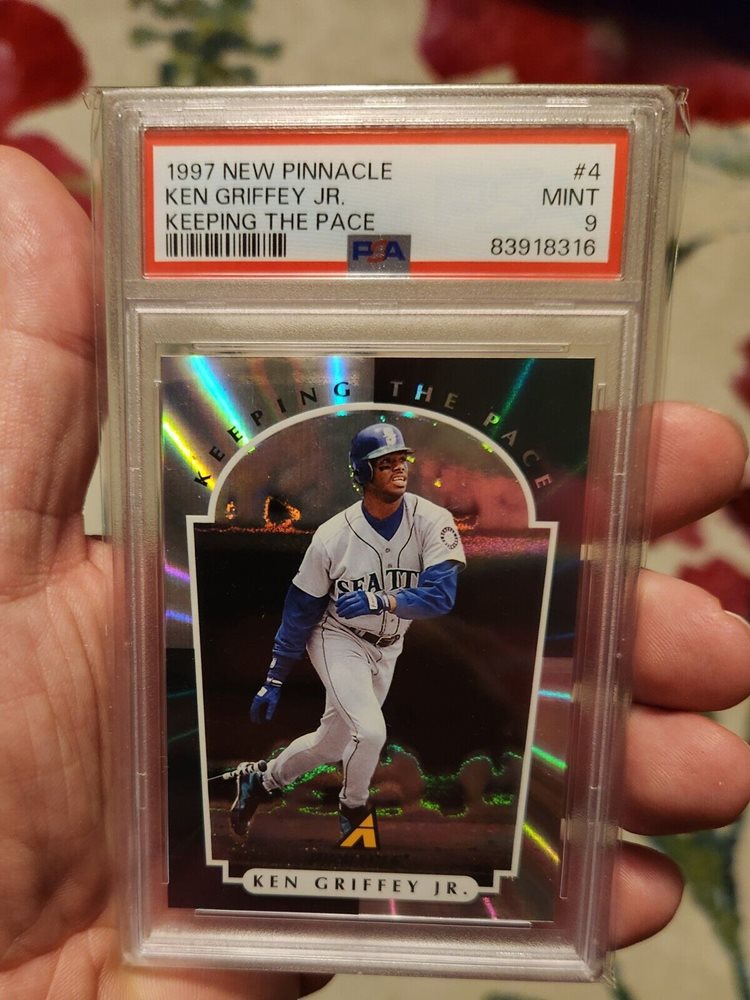 1997 NEW PINNACLE #4
KEN GRIFFEY JR. MINT
KEEPING THE PACE 9
PSA 83918316
KEEPING THE PACE
SEATT
KEN GRIFFEY JR.